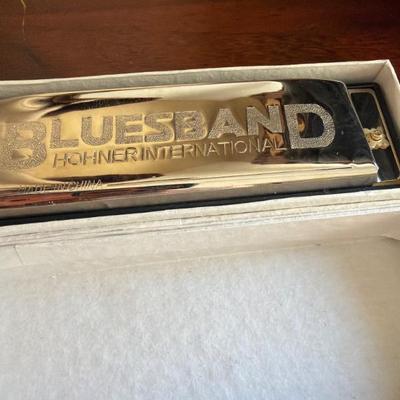 BLUESBAND
HOHNER INTERNATIONAL
MADE IN CHINA